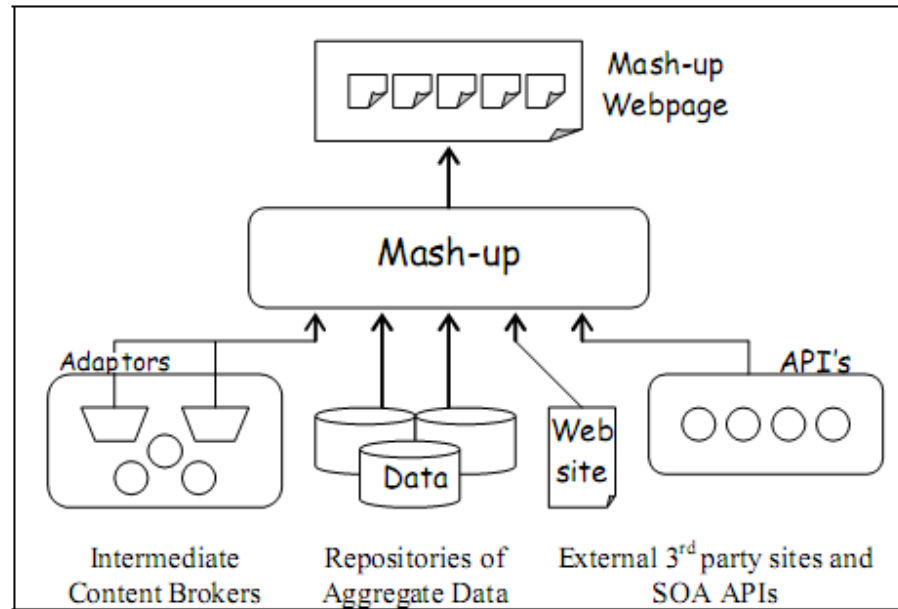 Mash-up
Webpage
Mash-up
Adaptors
API's
Data
Web
site
Intermediate
Content Brokers
Repositories of
Aggregate Data
External 3rd party sites and
SOA APIs